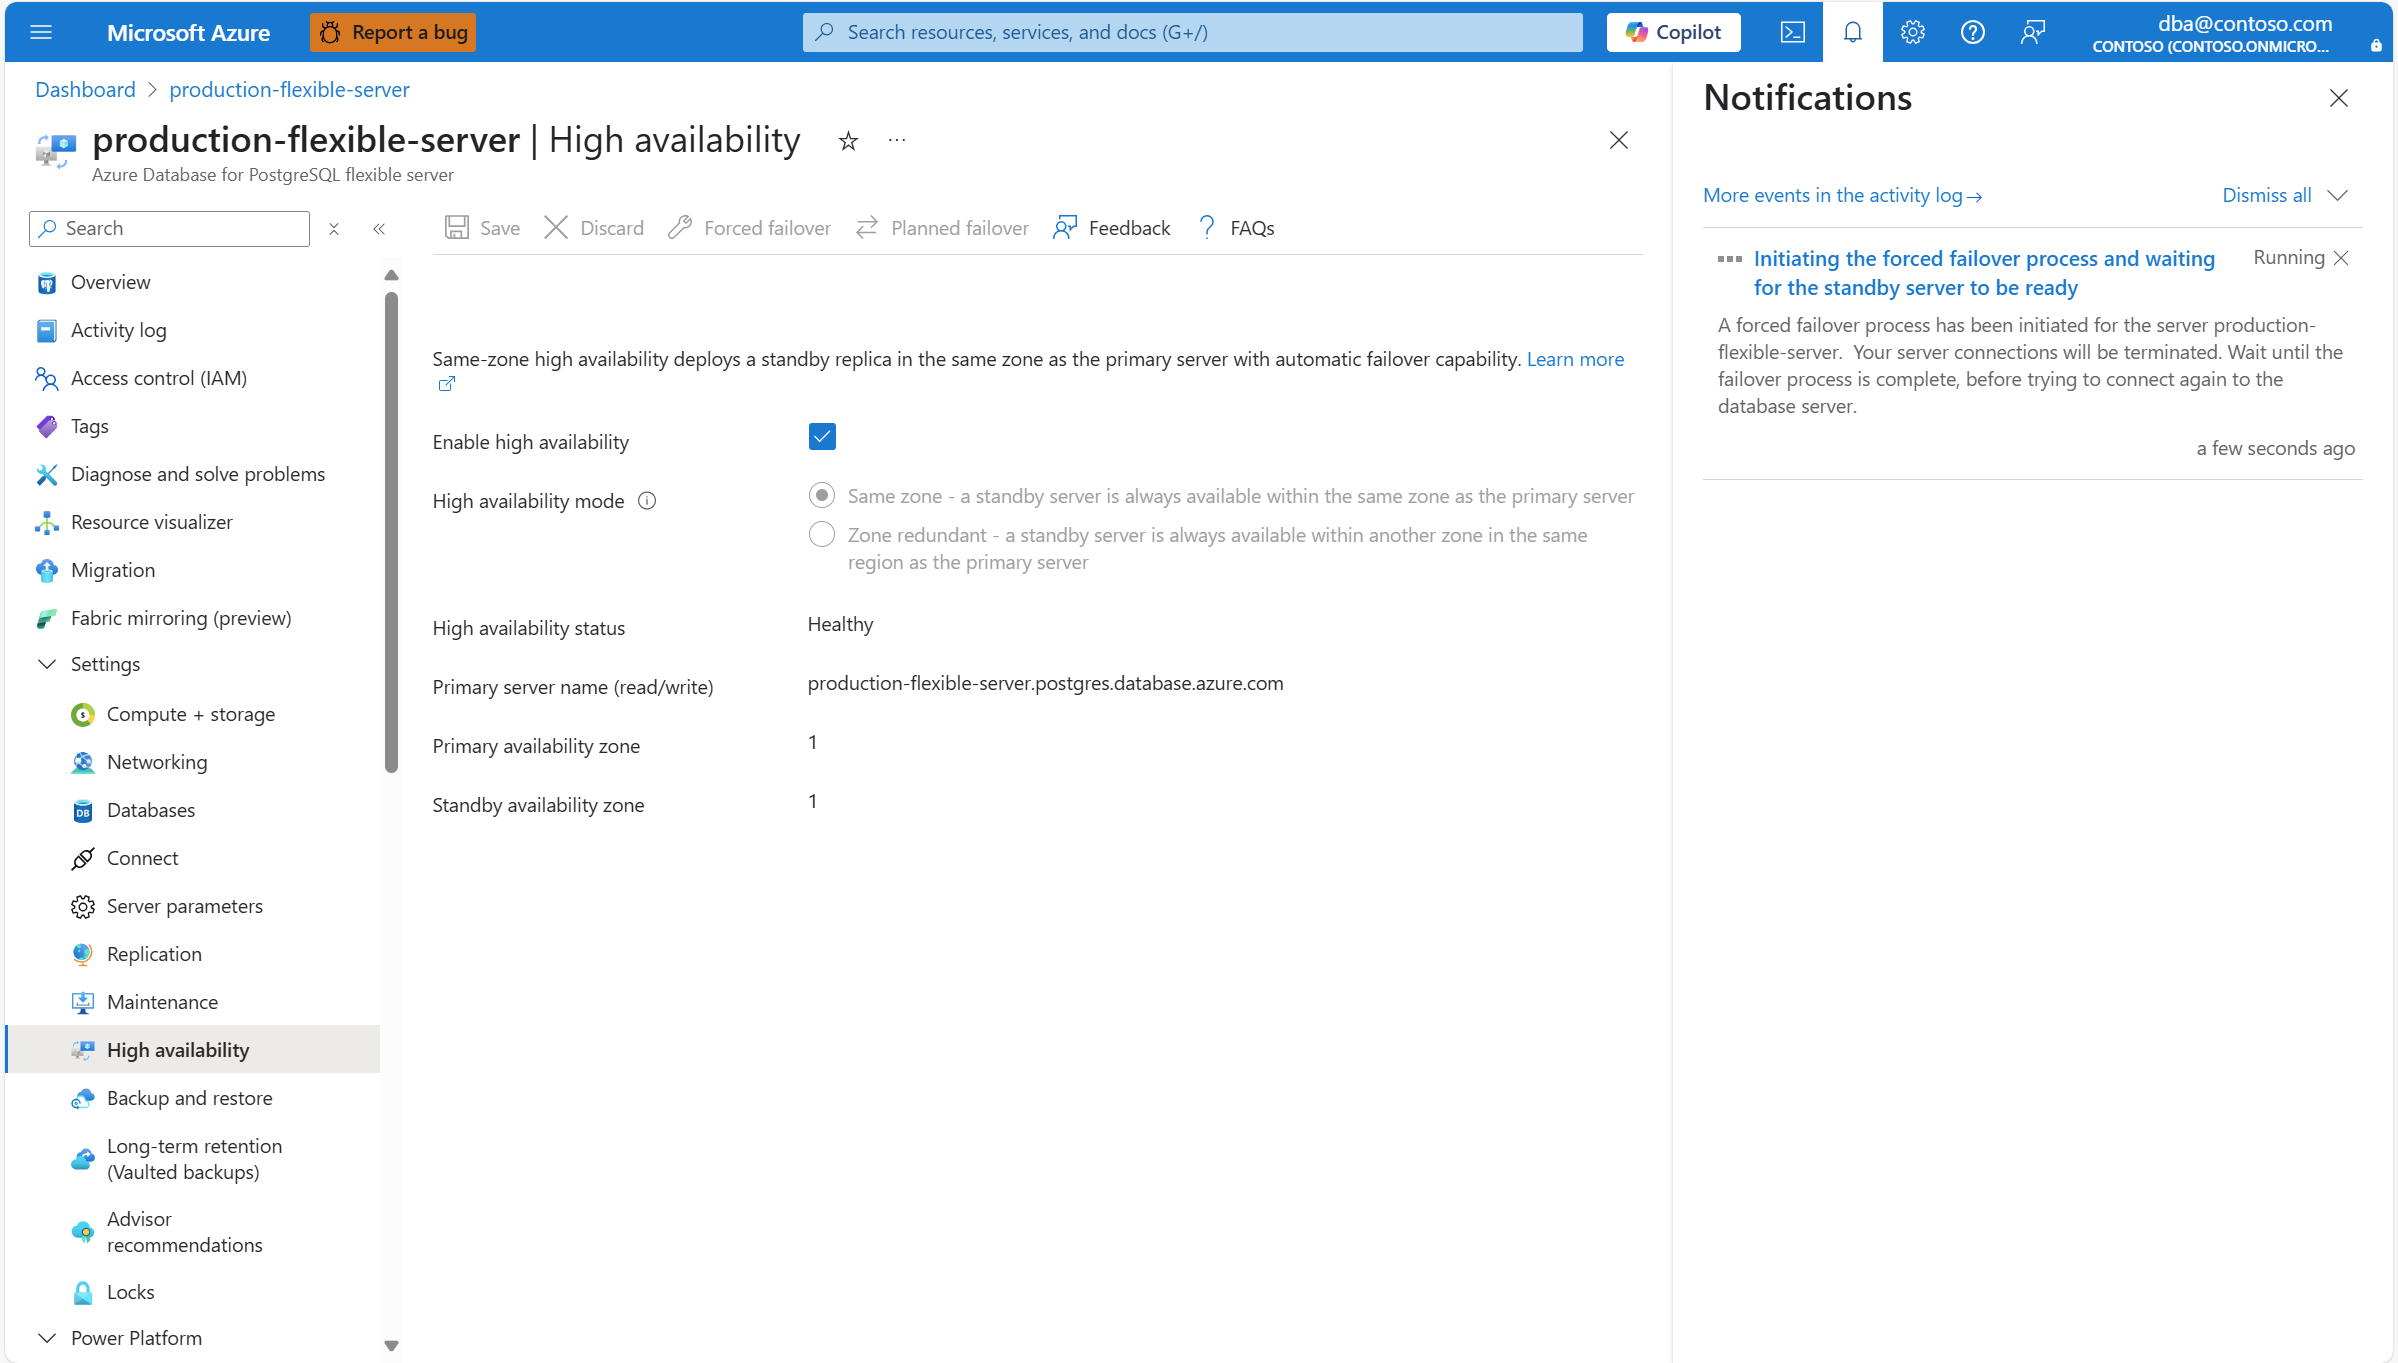 Microsoft Azure
Report a bug
Search resources, services, and docs (G+/)
Copilot
dba@contoso.com
CONTOSO (CONTOSO.ONMICRO...
Dashboard
production-flexible-server
production-flexible-server | High availability
Azure Database for PostgreSQL flexible server
Search
Overview
Activity log
Access control (IAM)
Tags
Diagnose and solve problems
Resource visualizer
Migration
Fabric mirroring (preview)
Settings
Compute + storage
Networking
Databases
Connect
Server parameters
Replication
Maintenance
High availability
Backup and restore
Long-term retention
(Vaulted backups)
Advisor
recommendations
Locks
Power Platform
Save
Discard
Forced failover
Planned failover
Feedback
FAQs
Same-zone high availability deploys a standby replica in the same zone as the primary server with automatic failover capability. Learn more
Enable high availability
High availability mode
Same zone - a standby server is always available within the same zone as the primary server
Zone redundant - a standby server is always available within another zone in the same
region as the primary server
High availability status
Healthy
Primary server name (read/write)
production-flexible-server.postgres.database.azure.com
Primary availability zone
1
Standby availability zone
1
Notifications
More events in the activity log →
Dismiss all
Initiating the forced failover process and waiting
for the standby server to be ready
Running
A forced failover process has been initiated for the server production-
flexible-server. Your server connections will be terminated. Wait until the
failover process is complete, before trying to connect again to the
database server.
a few seconds ago